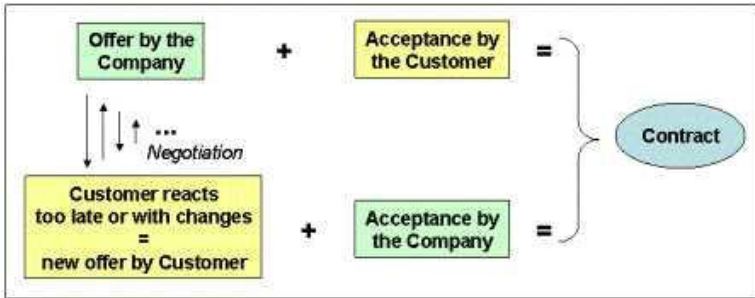 Offer by the
Company
+
Acceptance by
the Customer
=
...
Negotiation
Contract
Customer reacts
too late or with changes
=
new offer by Customer
+
Acceptance by
the Company
=